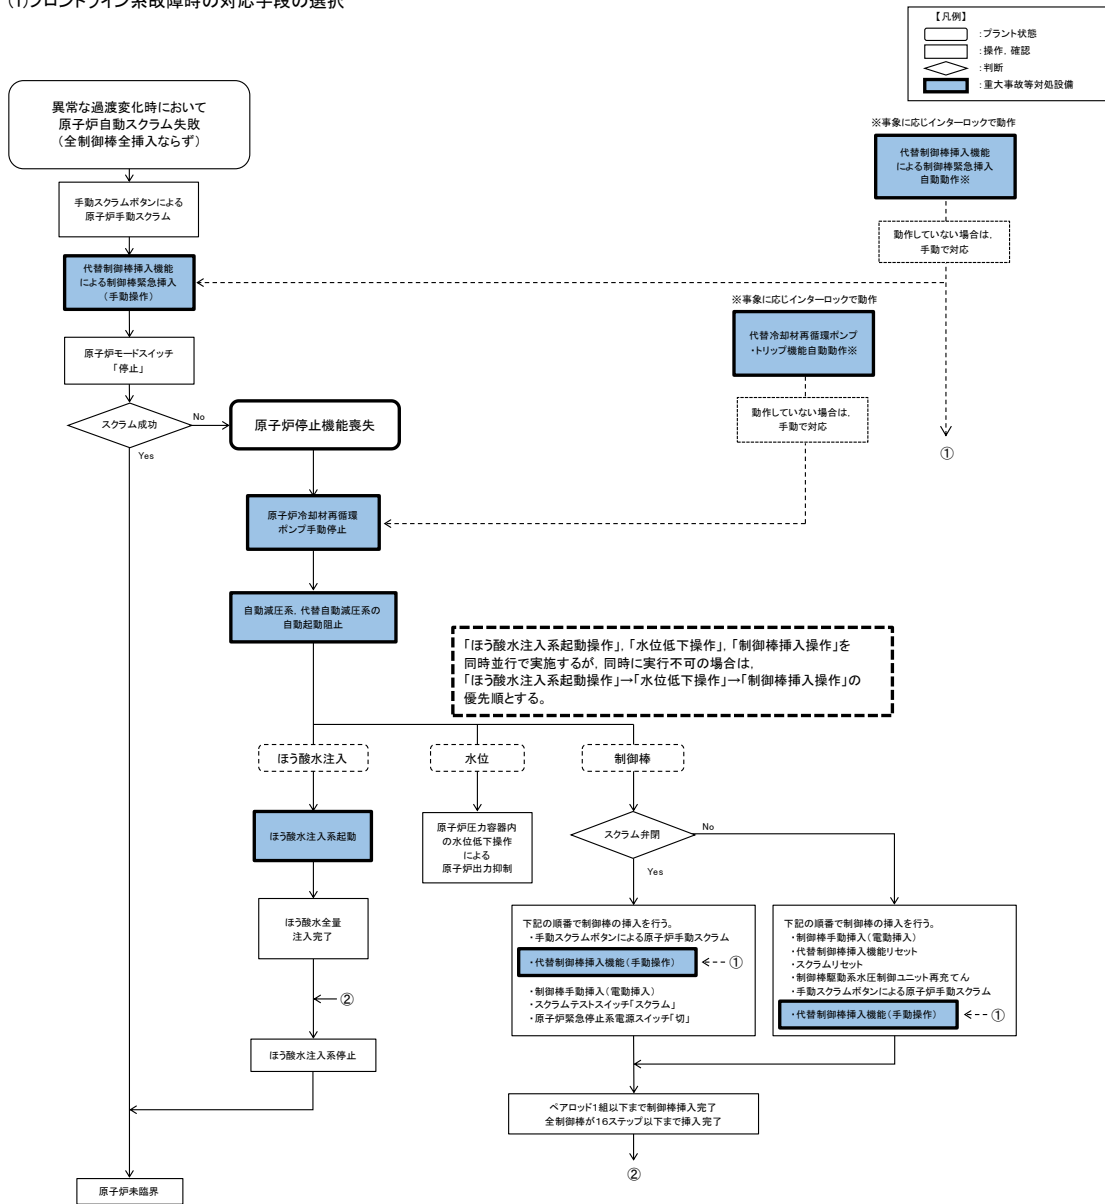 (1)フロントライン系故障時の対応手段の選択
【凡例】
：プラント状態
：操作，確認
：判断
：重大事故等対処設備
異常な過渡変化時において
原子炉自動スクラム失敗
（全制御棒全挿入ならず）
※事象に応じインターロックで動作
代替制御棒挿入機能
による制御棒緊急挿入
自動動作※
手動スクラムボタンによる
原子炉手動スクラム
動作していない場合は，
手動で対応
代替制御棒挿入機能
による制御棒緊急挿入
（手動操作）
※事象に応じインターロックで動作
代替冷却材再循環ポンプ
・トリップ機能自動動作※
原子炉モードスイッチ
「停止」
動作していない場合は，
手動で対応
スクラム成功
No
Yes
原子炉停止機能喪失
①
原子炉冷却材再循環
ポンプ手動停止
自動減圧系，代替自動減圧系の
自動起動阻止
「ほう酸水注入系起動操作」，「水位低下操作」，「制御棒挿入操作」を
同時並行で実施するが，同時に実行不可の場合は，
「ほう酸水注入系起動操作」→「水位低下操作」→「制御棒挿入操作」の
優先順とする。
ほう酸水注入
水位
制御棒
ほう酸水注入系起動
原子炉圧力容器内
の水位低下操作
による
原子炉出力抑制
スクラム弁閉
No
Yes
ほう酸水全量
注入完了
下記の順番で制御棒の挿入を行う。
・手動スクラムボタンによる原子炉手動スクラム
・代替制御棒挿入機能（手動操作）
①
・制御棒手動挿入（電動挿入）
・スクラムテストスイッチ「スクラム」
・原子炉緊急停止系電源スイッチ「切」
下記の順番で制御棒の挿入を行う。
・制御棒手動挿入（電動挿入）
・代替制御棒挿入機能リセット
・スクラムリセット
・制御棒駆動系水圧制御ユニット再充てん
・手動スクラムボタンによる原子炉手動スクラム
・代替制御棒挿入機能（手動操作）
①
②
ほう酸水注入系停止
ペアロッド1組以下まで制御棒挿入完了
全制御棒が16ステップ以下まで挿入完了
②
原子炉未臨界